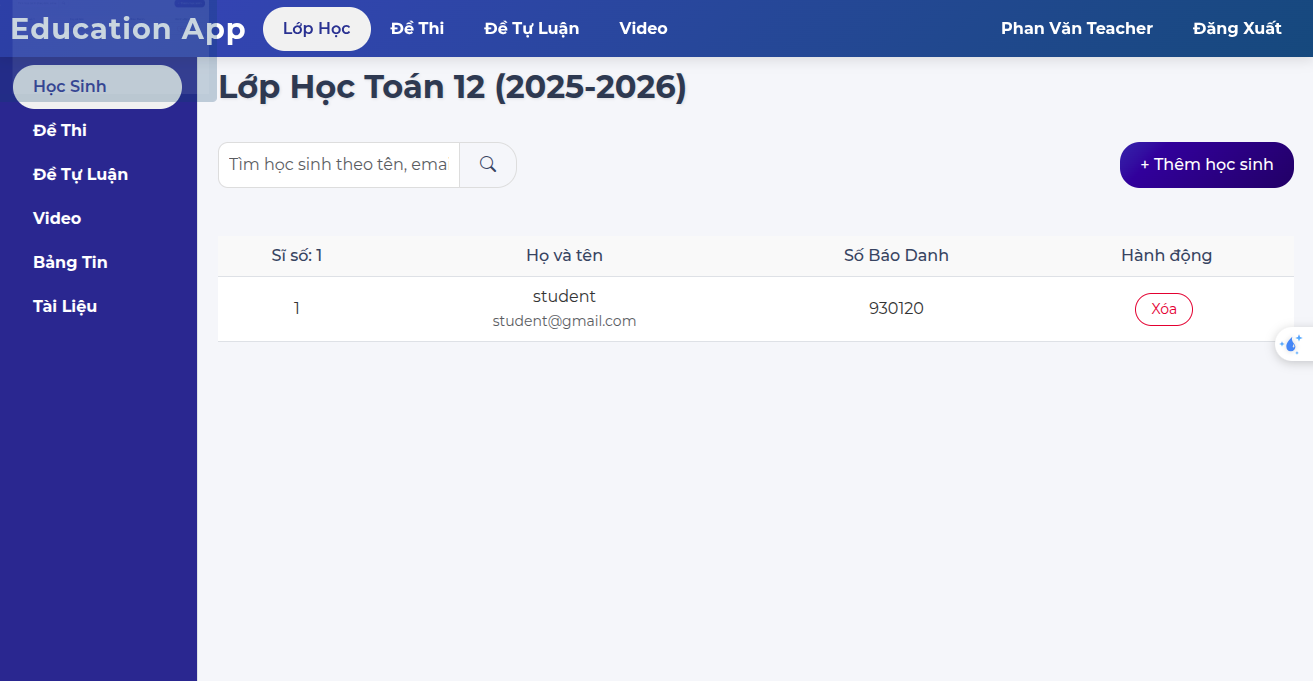 Education App
Lớp Học
Đề Thi
Đề Tự Luận
Video
Phan Văn Teacher
Đăng Xuất
Học Sinh
Đề Thi
Đề Tự Luận
Video
Bảng Tin
Tài Liệu
Lớp Học Toán 12 (2025-2026)
Tìm học sinh theo tên, emai
+ Thêm học sinh
Sĩ số: 1 Họ và tên Số Báo Danh Hành động
1 student 930120 Xóa
student@gmail.com